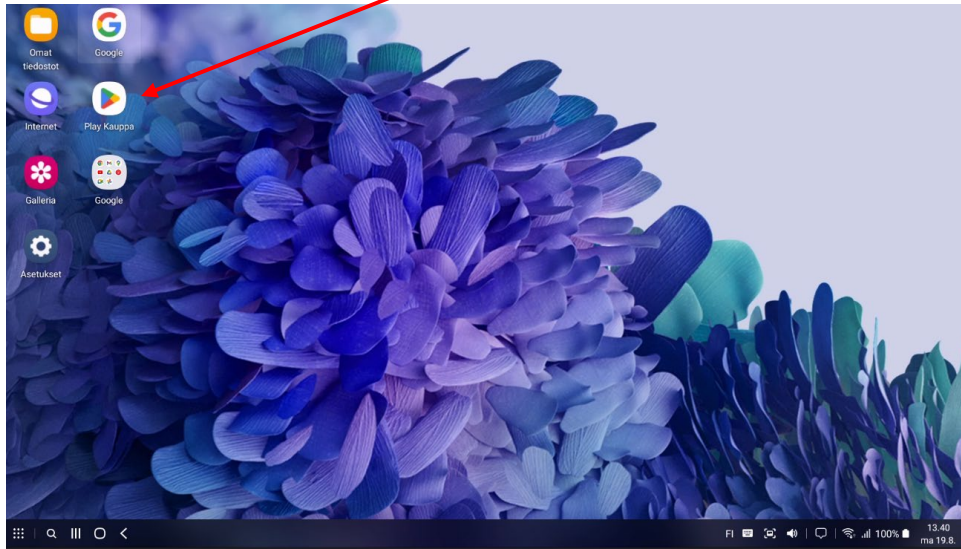 Omat
tiedostot
Google
Internet
Play Kauppa
Galleria
Google
Asetukset
FI
100%
13.40
ma 19.8.